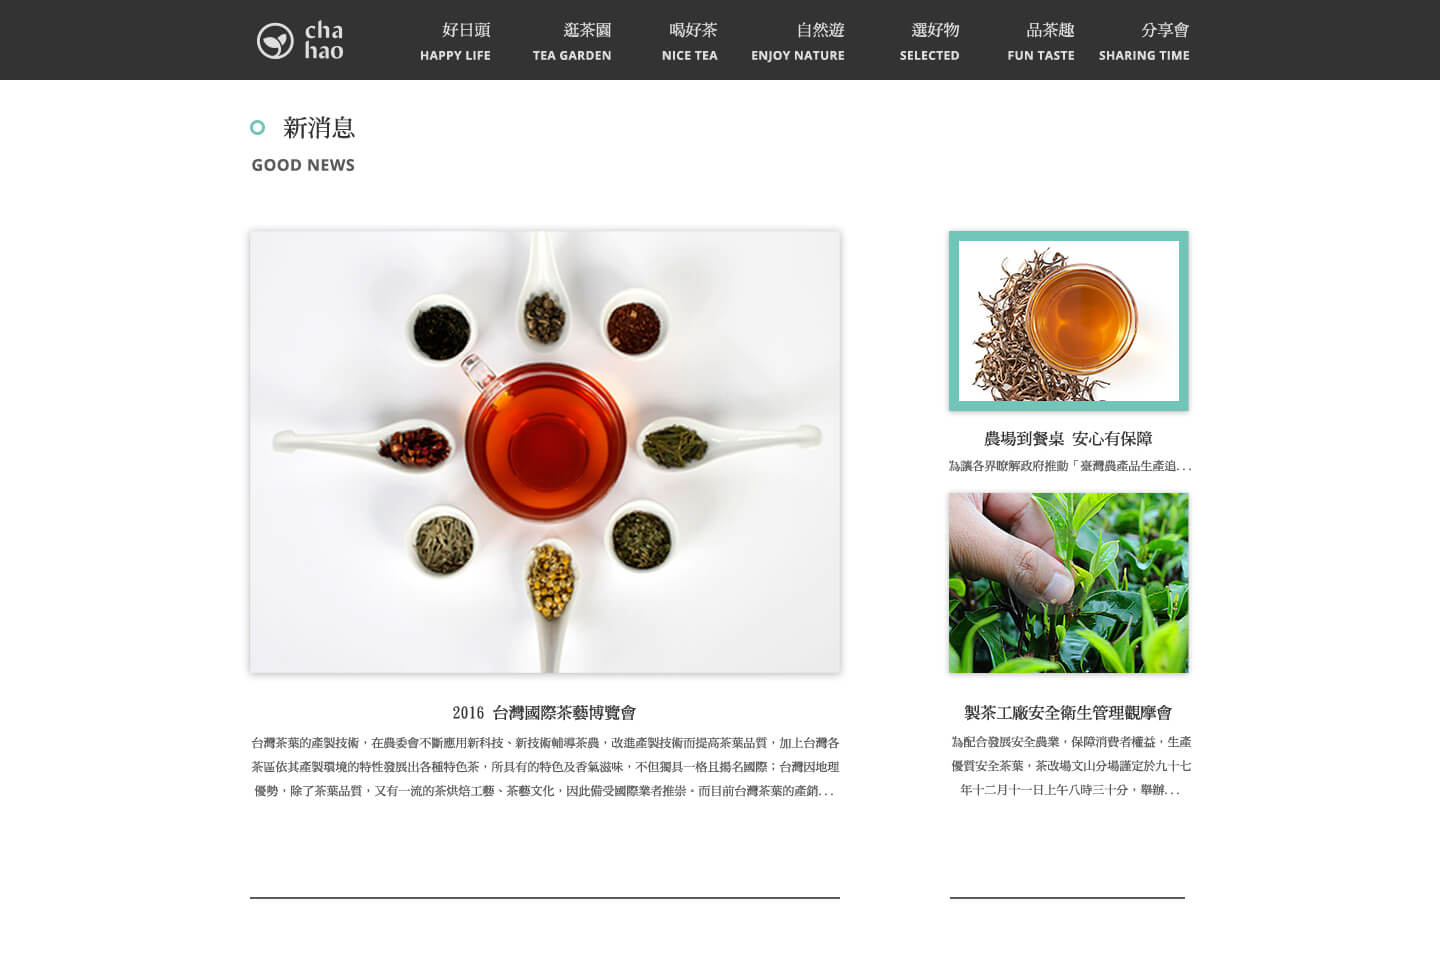 cha
hao
好日頭
HAPPY LIFE
逛茶園
TEA GARDEN
喝好茶
NICE TEA
自然遊
ENJOY NATURE
選好物
SELECTED
品茶趣
FUN TASTE
分享會
SHARING TIME
新消息
GOOD NEWS
2016 台灣國際茶藝博覽會
台灣茶葉的產製技術，在農委會不斷應用新科技、新技術輔導茶農，改進產製技術而提高茶葉品質，加上台灣各
茶區依其產製環境的特性發展出各種特色茶，所具有的特色及香氣滋味，不但獨具一格且揚名國際；台灣因地理
優勢，除了茶葉品質，又有一流的茶烘焙工藝、茶藝文化，因此備受國際業者推崇。而目前台灣茶葉的產銷...
農場到餐桌 安心有保障
為讓各界瞭解政府推動「臺灣農產品生產追...
製茶工廠安全衛生管理觀摩會
為配合發展安全農業，保障消費者權益，生產
優質安全茶葉，茶改場文山分場謹定於九十七
年十二月十一日上午八時三十分，舉辦...